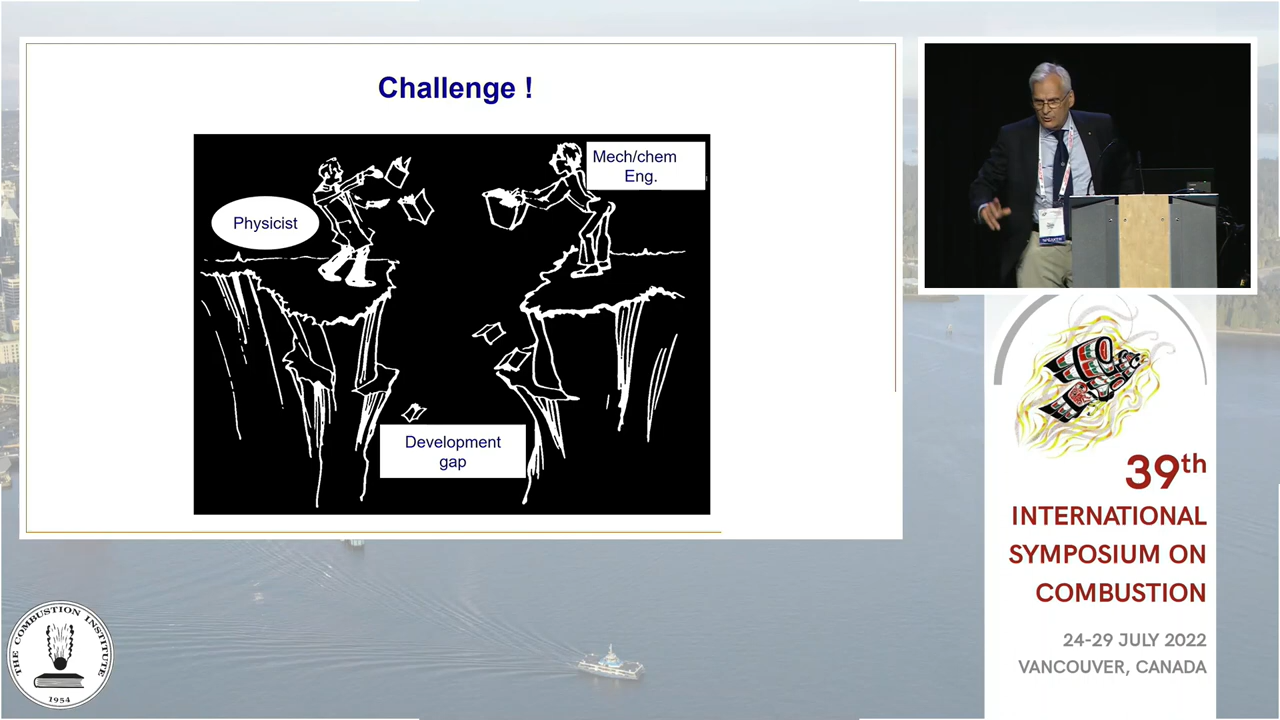 Challenge !
Mech/chem
Eng.
Physicist
Development
gap
39th
INTERNATIONAL
SYMPOSIUM ON
COMBUSTION
24-29 JULY 2022
VANCOUVER, CANADA
THE COMBUSTION INSTITUTE
1954